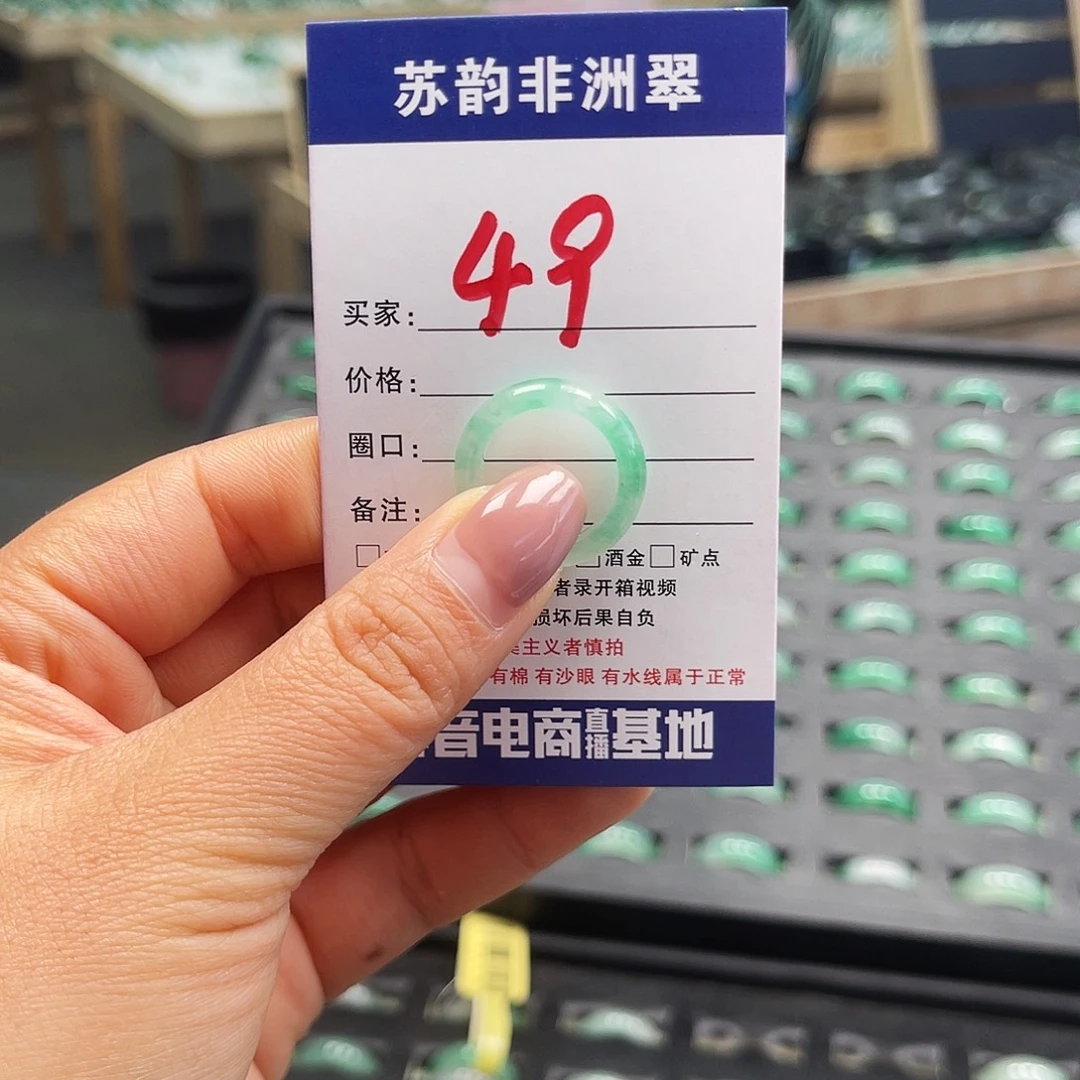 苏韵非洲翠
49
买家:
价格:
圈口:
备注:
酒金 矿点
者录开箱视频
损坏后果自负
主义者慎拍
有棉 有沙眼 有水线属于正常
音电商直播基地